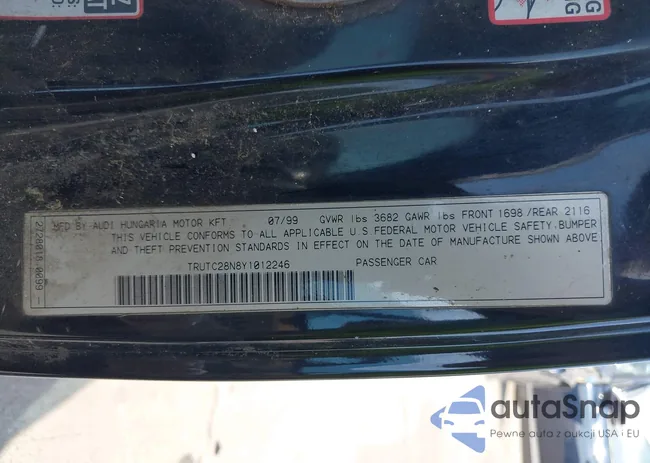 MFD BY AUDI HUNGARIA MOTOR KFT 07/99 GVWR lbs 3682 GAWR lbs FRONT 1698 /REAR 2116
THIS VEHICLE CONFORMS TO ALL APPLICABLE U.S FEDERAL MOTOR VEHICLE SAFETY, BUMPER
AND THEFT PREVENTION STANDARDS IN EFFECT ON THE DATE OF MANUFACTURE SHOWN ABOVE
TRUTC28N8Y1012246 PASSENGER CAR
autaSnap
Pewne auta z aukcji USA i EU